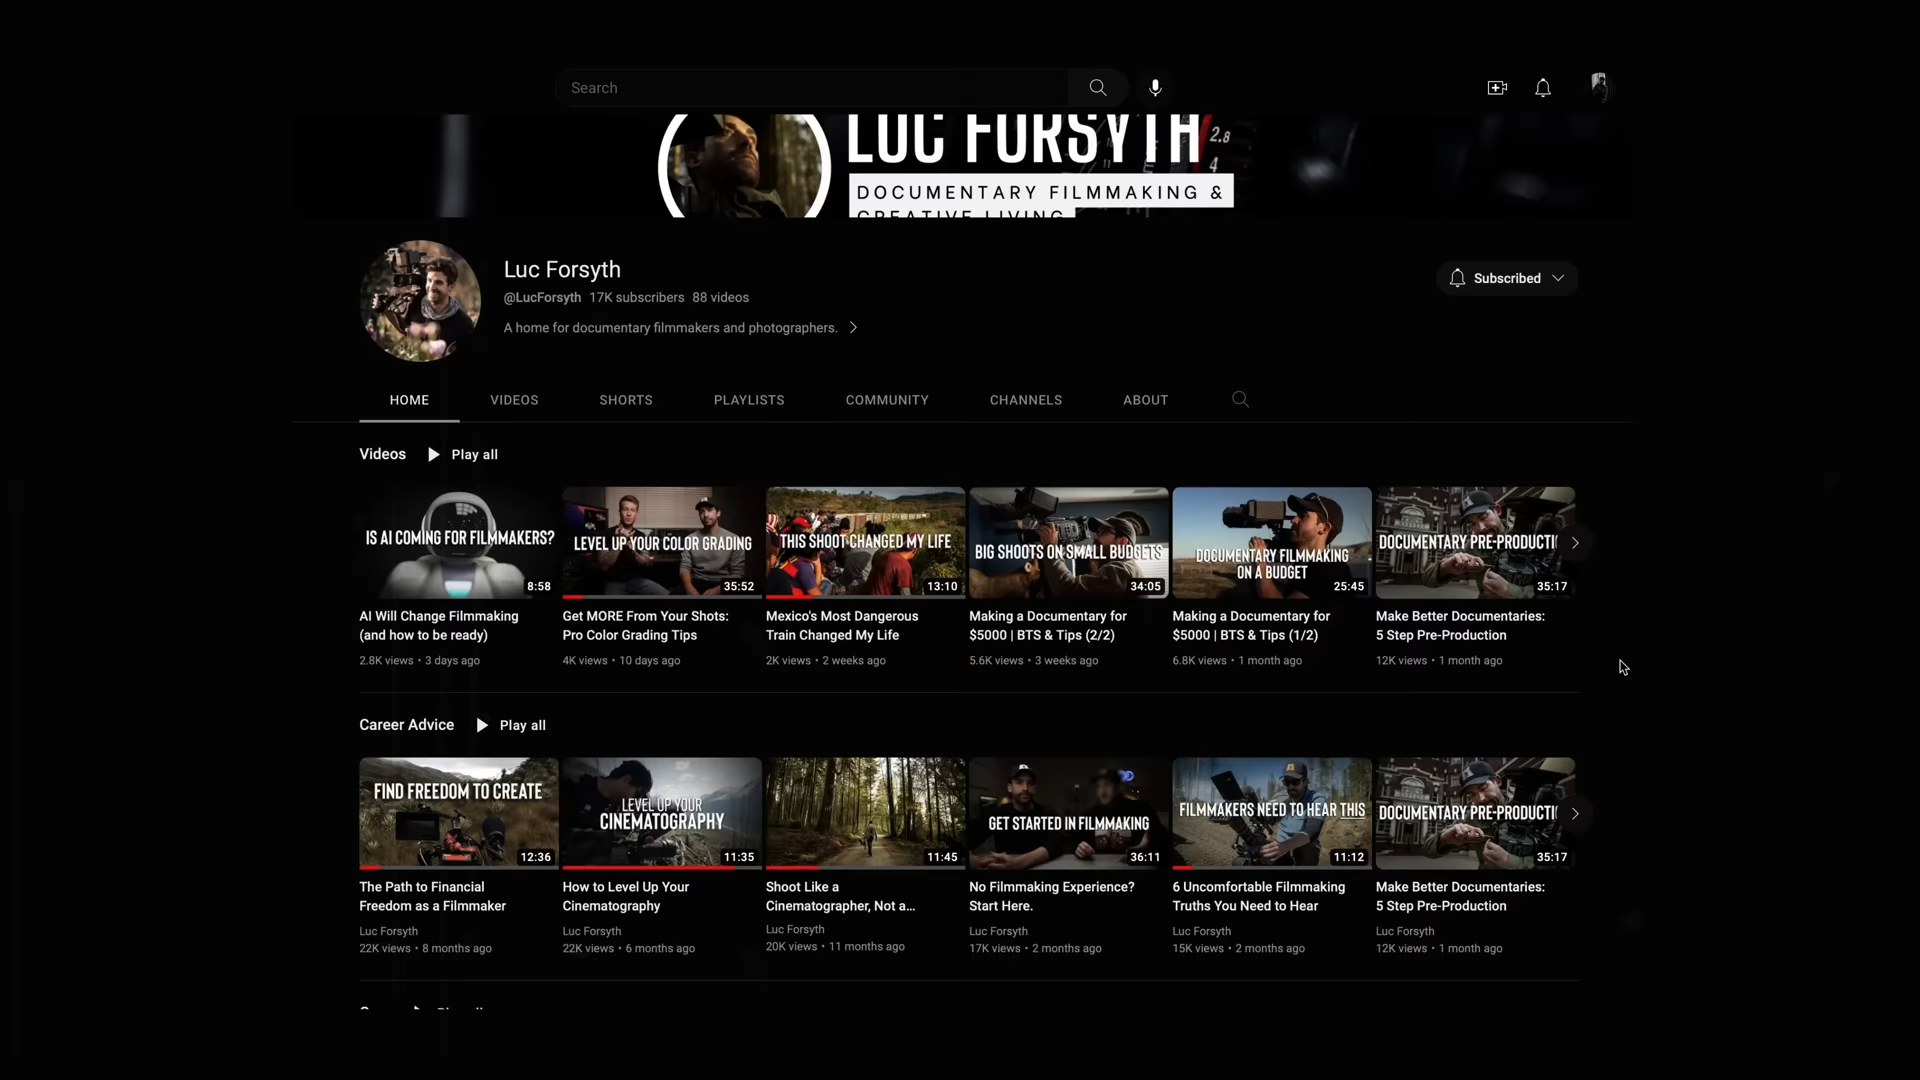 Search
LUC FORSYTH
2.8
4
11
DOCUMENTARY FILMMAKING &
CREATIVE LIVING
Luc Forsyth
@LucForsyth 17K subscribers 88 videos
A home for documentary filmmakers and photographers.
Subscribed
HOME VIDEOS SHORTS PLAYLISTS COMMUNITY CHANNELS ABOUT
Videos Play all
IS AI COMING FOR FILMMAKERS?
8:58
LEVEL UP YOUR COLOR GRADING
35:52
THIS SHOOT CHANGED MY LIFE
13:10
BIG SHOOTS ON SMALL BUDGETS
34:05
DOCUMENTARY FILMMAKING
ON A BUDGET
25:45
DOCUMENTARY PRE-PRODUCTI
35:17
AI Will Change Filmmaking
(and how to be ready)
2.8K views • 3 days ago
Get MORE From Your Shots:
Pro Color Grading Tips
4K views • 10 days ago
Mexico's Most Dangerous
Train Changed My Life
2K views • 2 weeks ago
Making a Documentary for
$5000 | BTS & Tips (2/2)
5.6K views • 3 weeks ago
Making a Documentary for
$5000 | BTS & Tips (1/2)
6.8K views • 1 month ago
Make Better Documentaries:
5 Step Pre-Production
12K views • 1 month ago
Career Advice Play all
FIND FREEDOM TO CREATE
12:36
LEVEL UP YOUR
CINEMATOGRAPHY
11:35
11:45
GET STARTED IN FILMMAKING
36:11
FILMMAKERS NEED TO HEAR THIS
11:12
DOCUMENTARY PRE-PRODUCTI
35:17
The Path to Financial
Freedom as a Filmmaker
Luc Forsyth
22K views • 8 months ago
How to Level Up Your
Cinematography
Luc Forsyth
22K views • 6 months ago
Shoot Like a
Cinematographer, Not a...
Luc Forsyth
20K views • 11 months ago
No Filmmaking Experience?
Start Here.
Luc Forsyth
17K views • 2 months ago
6 Uncomfortable Filmmaking
Truths You Need to Hear
Luc Forsyth
15K views • 2 months ago
Make Better Documentaries:
5 Step Pre-Production
Luc Forsyth
12K views • 1 month ago